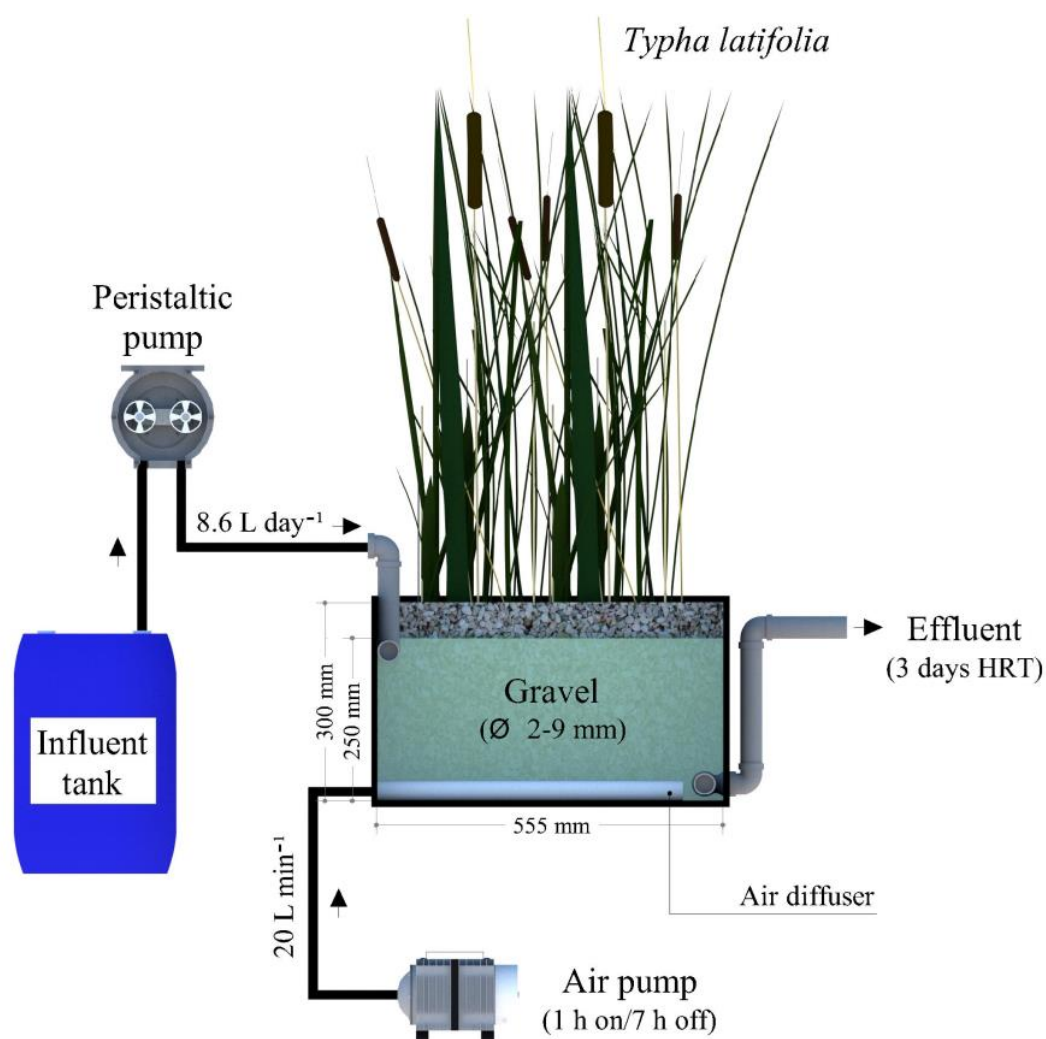 Typha latifolia
Peristaltic
pump
8.6 L day⁻¹
Effluent
(3 days HRT)
300 mm
250 mm
Gravel
(Ø 2-9 mm)
Influent
tank
555 mm
20 L min⁻¹
Air diffuser
Air pump
(1 h on/7 h off)